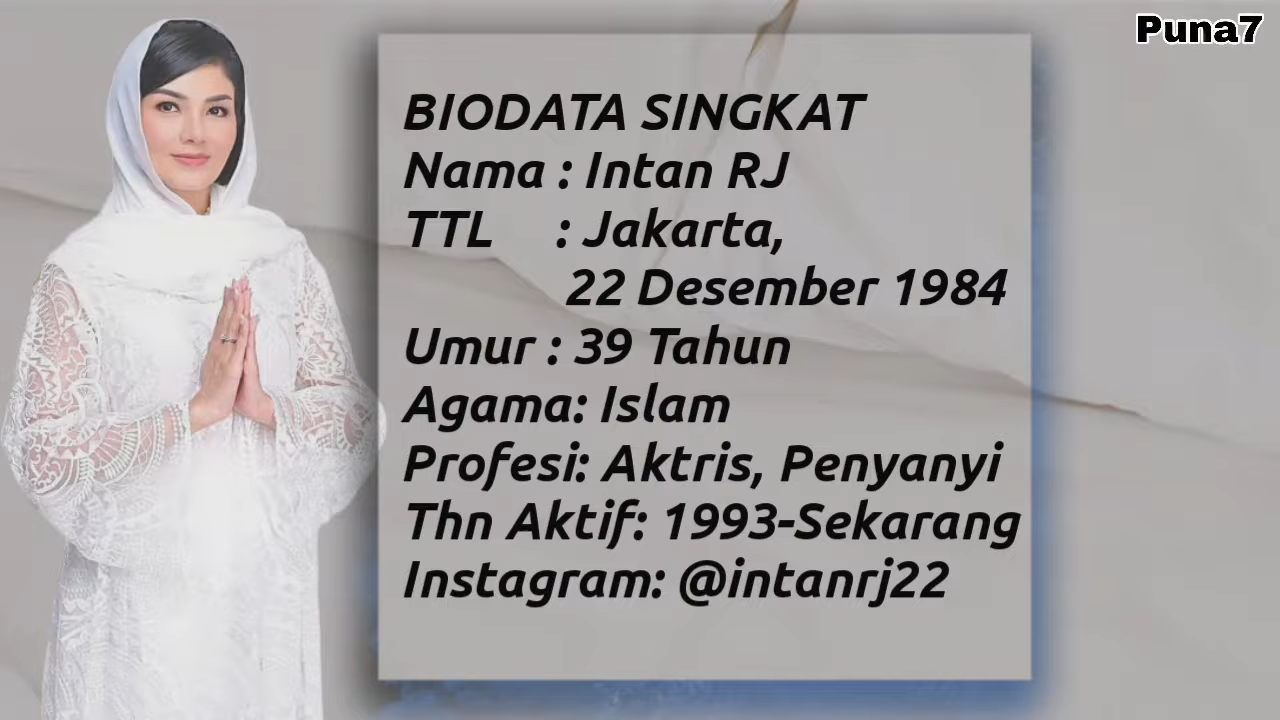 Puna7
BIODATA SINGKAT
Nama : Intan RJ
TTL : Jakarta,
22 Desember 1984
Umur : 39 Tahun
Agama: Islam
Profesi: Aktris, Penyanyi
Thn Aktif: 1993-Sekarang
Instagram: @intanrj22